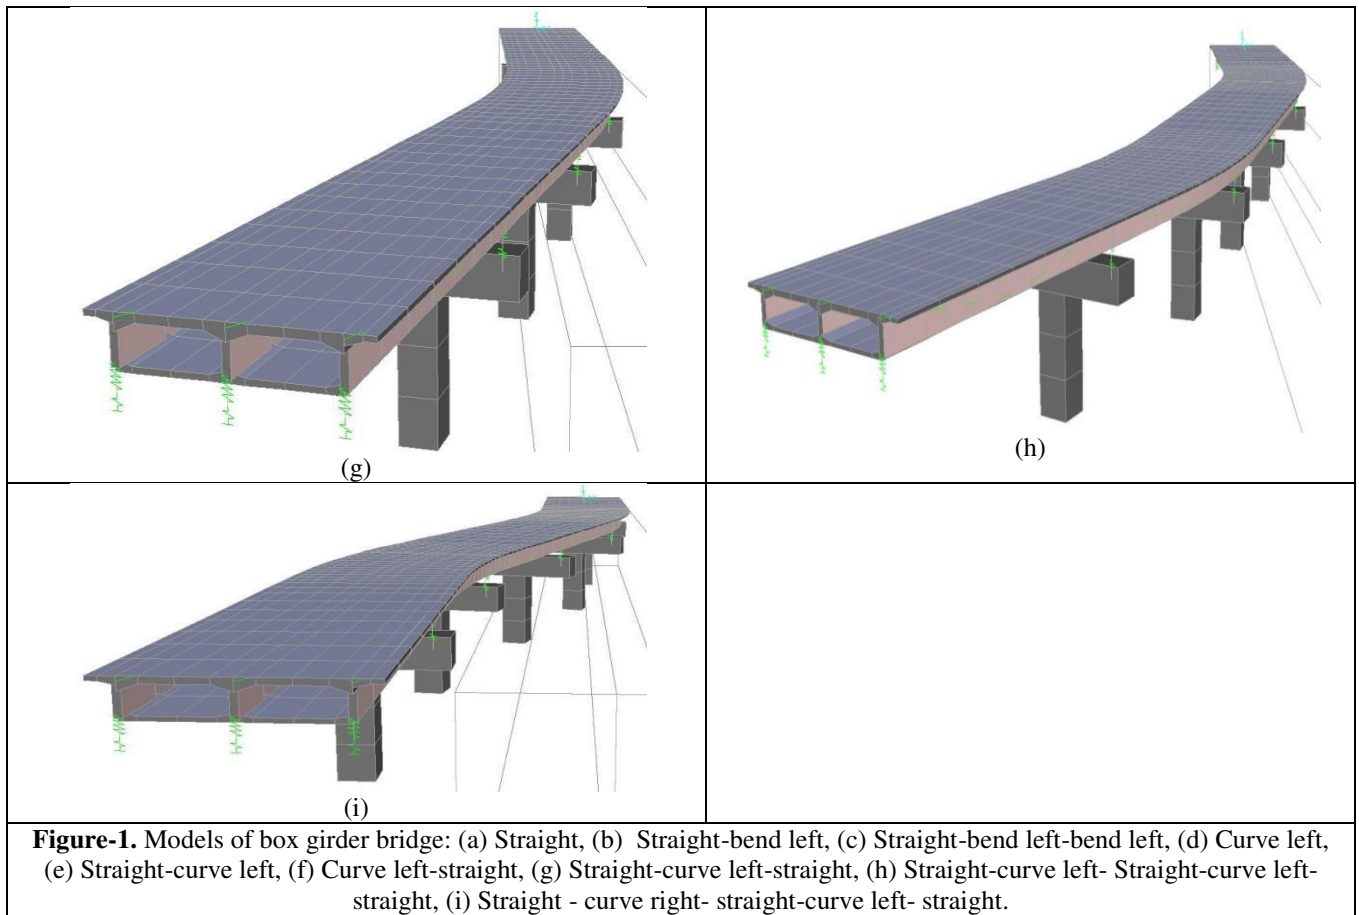 (g)
(h)
(i)
Figure-1. Models of box girder bridge: (a) Straight, (b) Straight-bend left, (c) Straight-bend left-bend left, (d) Curve left,
(e) Straight-curve left, (f) Curve left-straight, (g) Straight-curve left-straight, (h) Straight-curve left- Straight-curve left-
straight, (i) Straight - curve right- straight-curve left- straight.